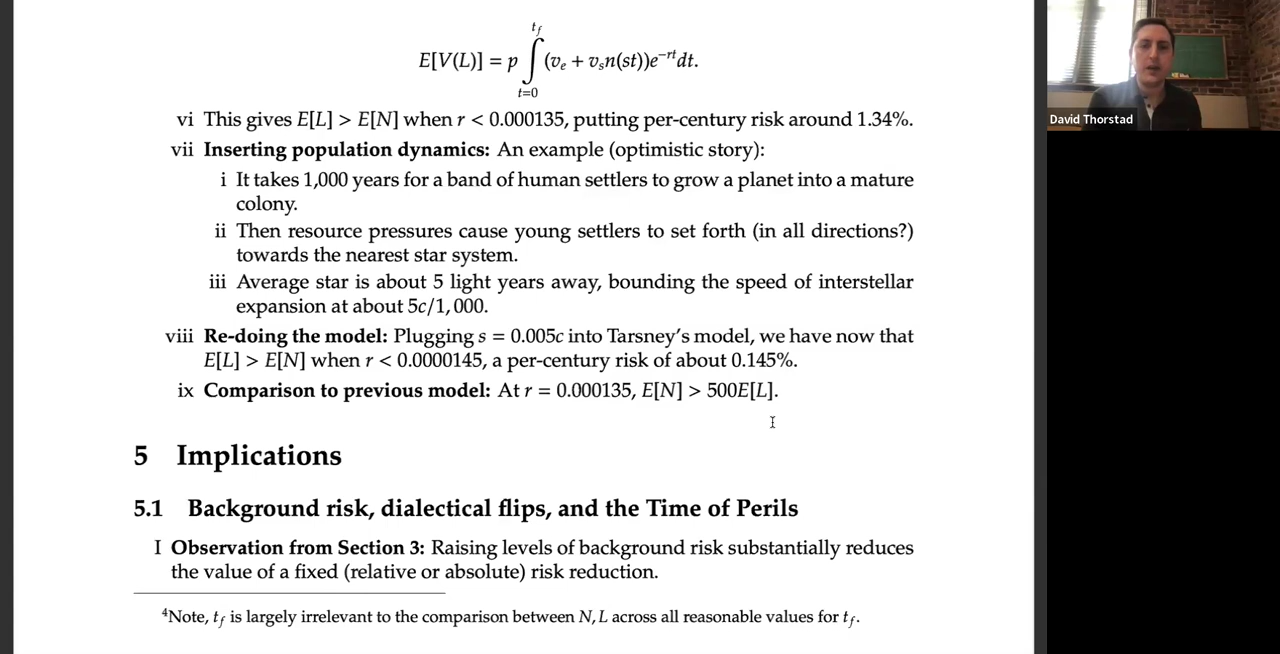 t_f
E[V(L)] = p ∫ (v_e + v_s n(st))e^{−rt}dt.
t=0
vi This gives E[L] > E[N] when r < 0.000135, putting per-century risk around 1.34%.
vii Inserting population dynamics: An example (optimistic story):
i It takes 1,000 years for a band of human settlers to grow a planet into a mature
colony.
ii Then resource pressures cause young settlers to set forth (in all directions?)
towards the nearest star system.
iii Average star is about 5 light years away, bounding the speed of interstellar
expansion at about 5c/1, 000.
viii Re-doing the model: Plugging s = 0.005c into Tarsney's model, we have now that
E[L] > E[N] when r < 0.0000145, a per-century risk of about 0.145%.
ix Comparison to previous model: At r = 0.000135, E[N] > 500E[L].
5 Implications
5.1 Background risk, dialectical flips, and the Time of Perils
I Observation from Section 3: Raising levels of background risk substantially reduces
the value of a fixed (relative or absolute) risk reduction.
⁴Note, t_f is largely irrelevant to the comparison between N, L across all reasonable values for t_f.
David Thorstad